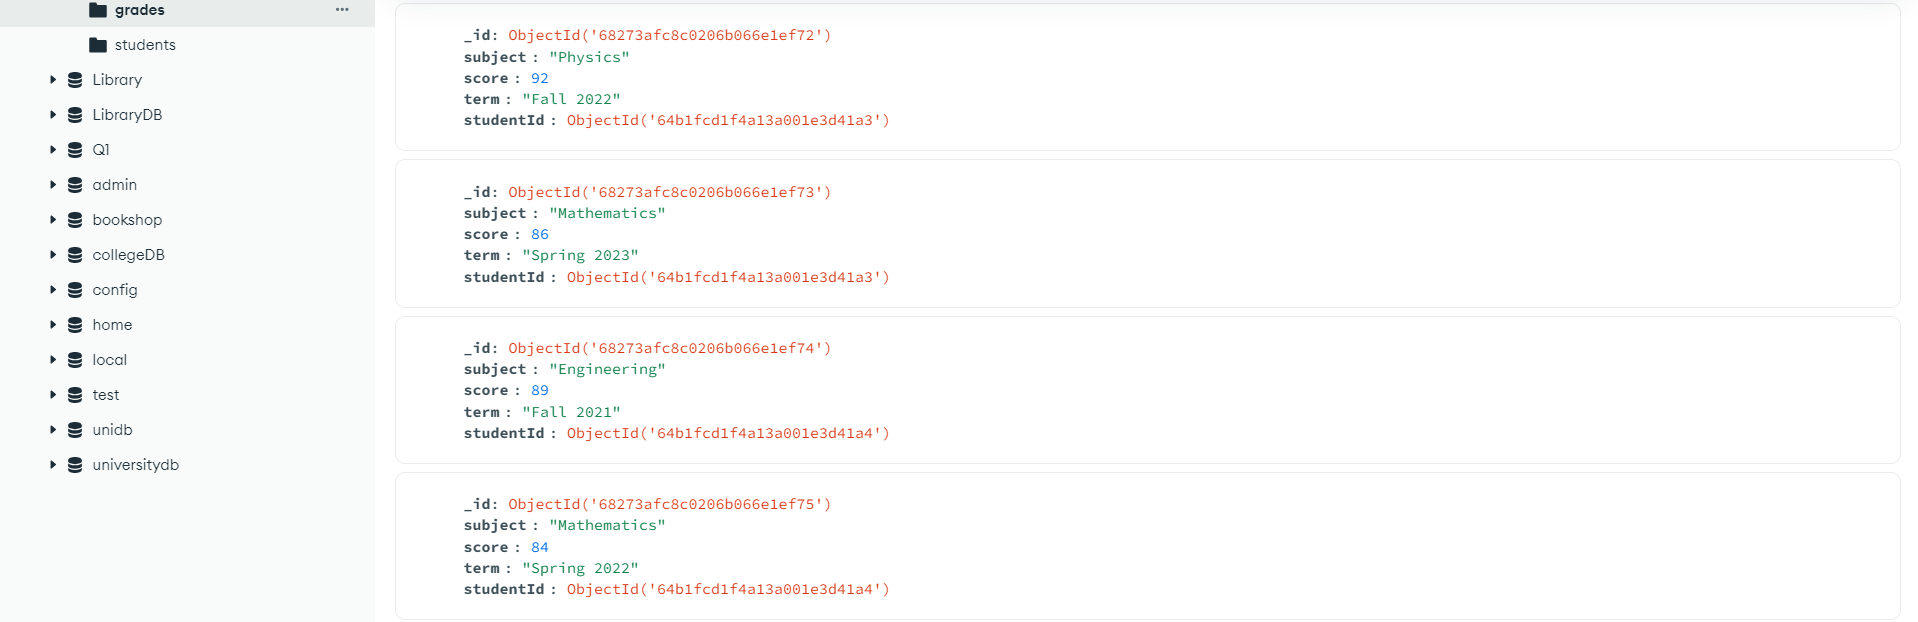 grades
students
Library
LibraryDB
Q1
admin
bookshop
collegeDB
config
home
local
test
unidb
universitydb
_id: ObjectId('68273afc8c0206b066e1ef72')
subject : "Physics"
score : 92
term : "Fall 2022"
studentId : ObjectId('64b1fcd1f4a13a001e3d41a3')
_id: ObjectId('68273afc8c0206b066e1ef73')
subject : "Mathematics"
score : 86
term : "Spring 2023"
studentId : ObjectId('64b1fcd1f4a13a001e3d41a3')
_id: ObjectId('68273afc8c0206b066e1ef74')
subject : "Engineering"
score : 89
term : "Fall 2021"
studentId : ObjectId('64b1fcd1f4a13a001e3d41a4')
_id: ObjectId('68273afc8c0206b066e1ef75')
subject : "Mathematics"
score : 84
term : "Spring 2022"
studentId : ObjectId('64b1fcd1f4a13a001e3d41a4')